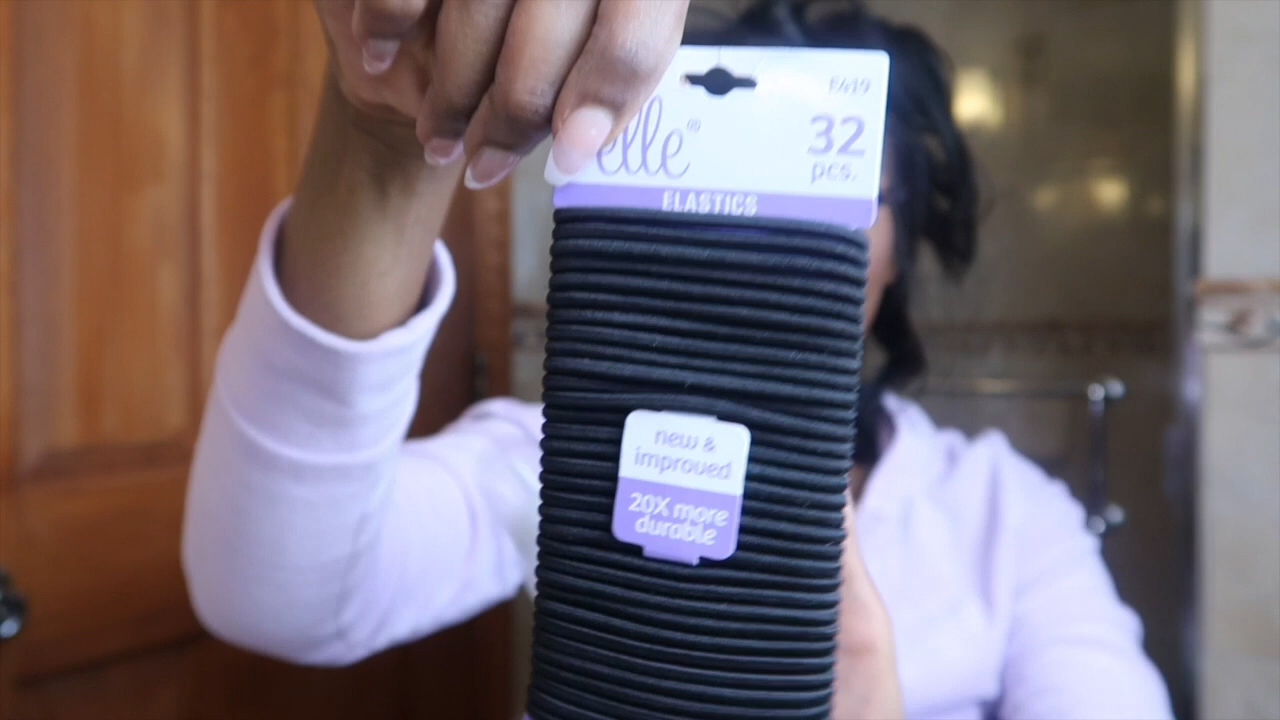 E419
elle®
32
pcs.
ELASTICS
new &
improved
20X more
durable